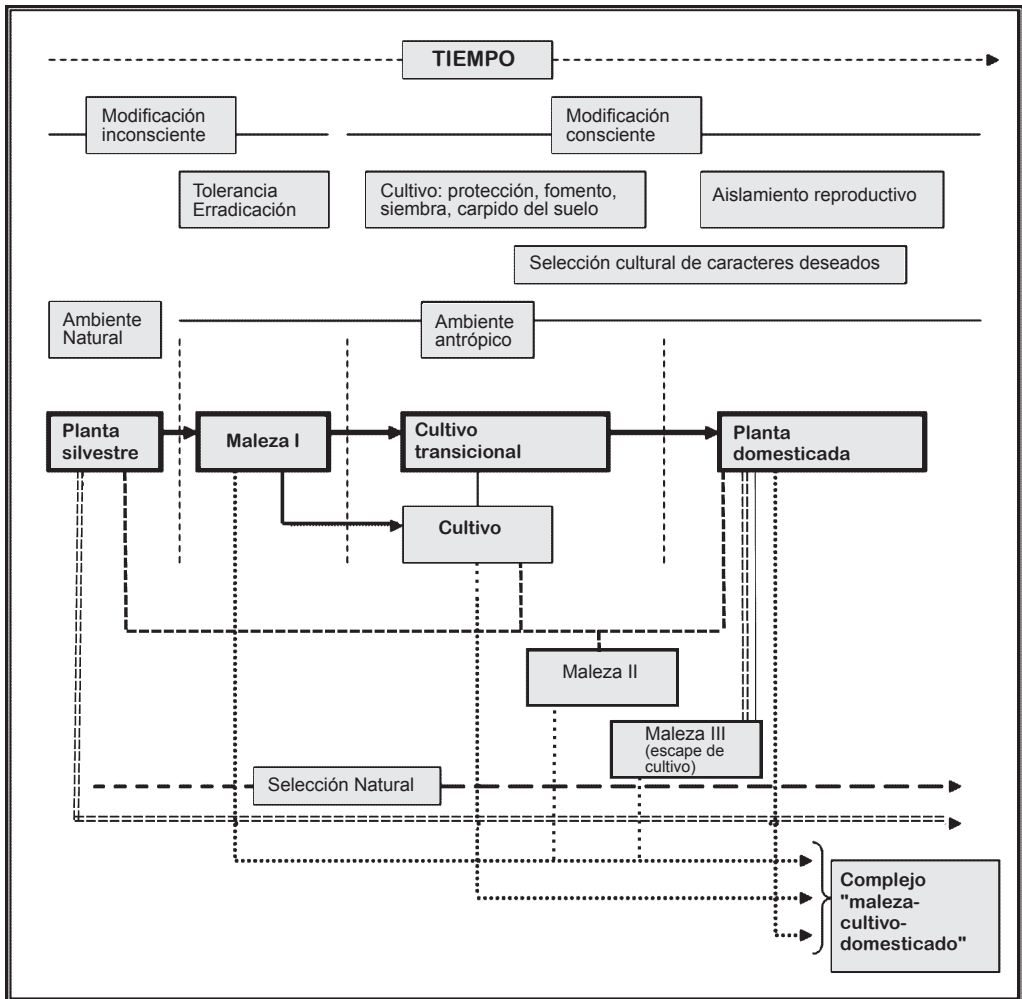 TIEMPO
Modificación
inconsciente
Modificación
consciente
Tolerancia
Erradicación
Cultivo: protección, fomento,
siembra, carpido del suelo
Aislamiento reproductivo
Selección cultural de caracteres deseados
Ambiente
Natural
Ambiente
antrópico
Planta
silvestre
Maleza I
Cultivo
transicional
Planta
domesticada
Cultivo
Maleza II
Maleza III
(escape de
cultivo)
Selección Natural
Complejo
"maleza-
cultivo-
domesticado"